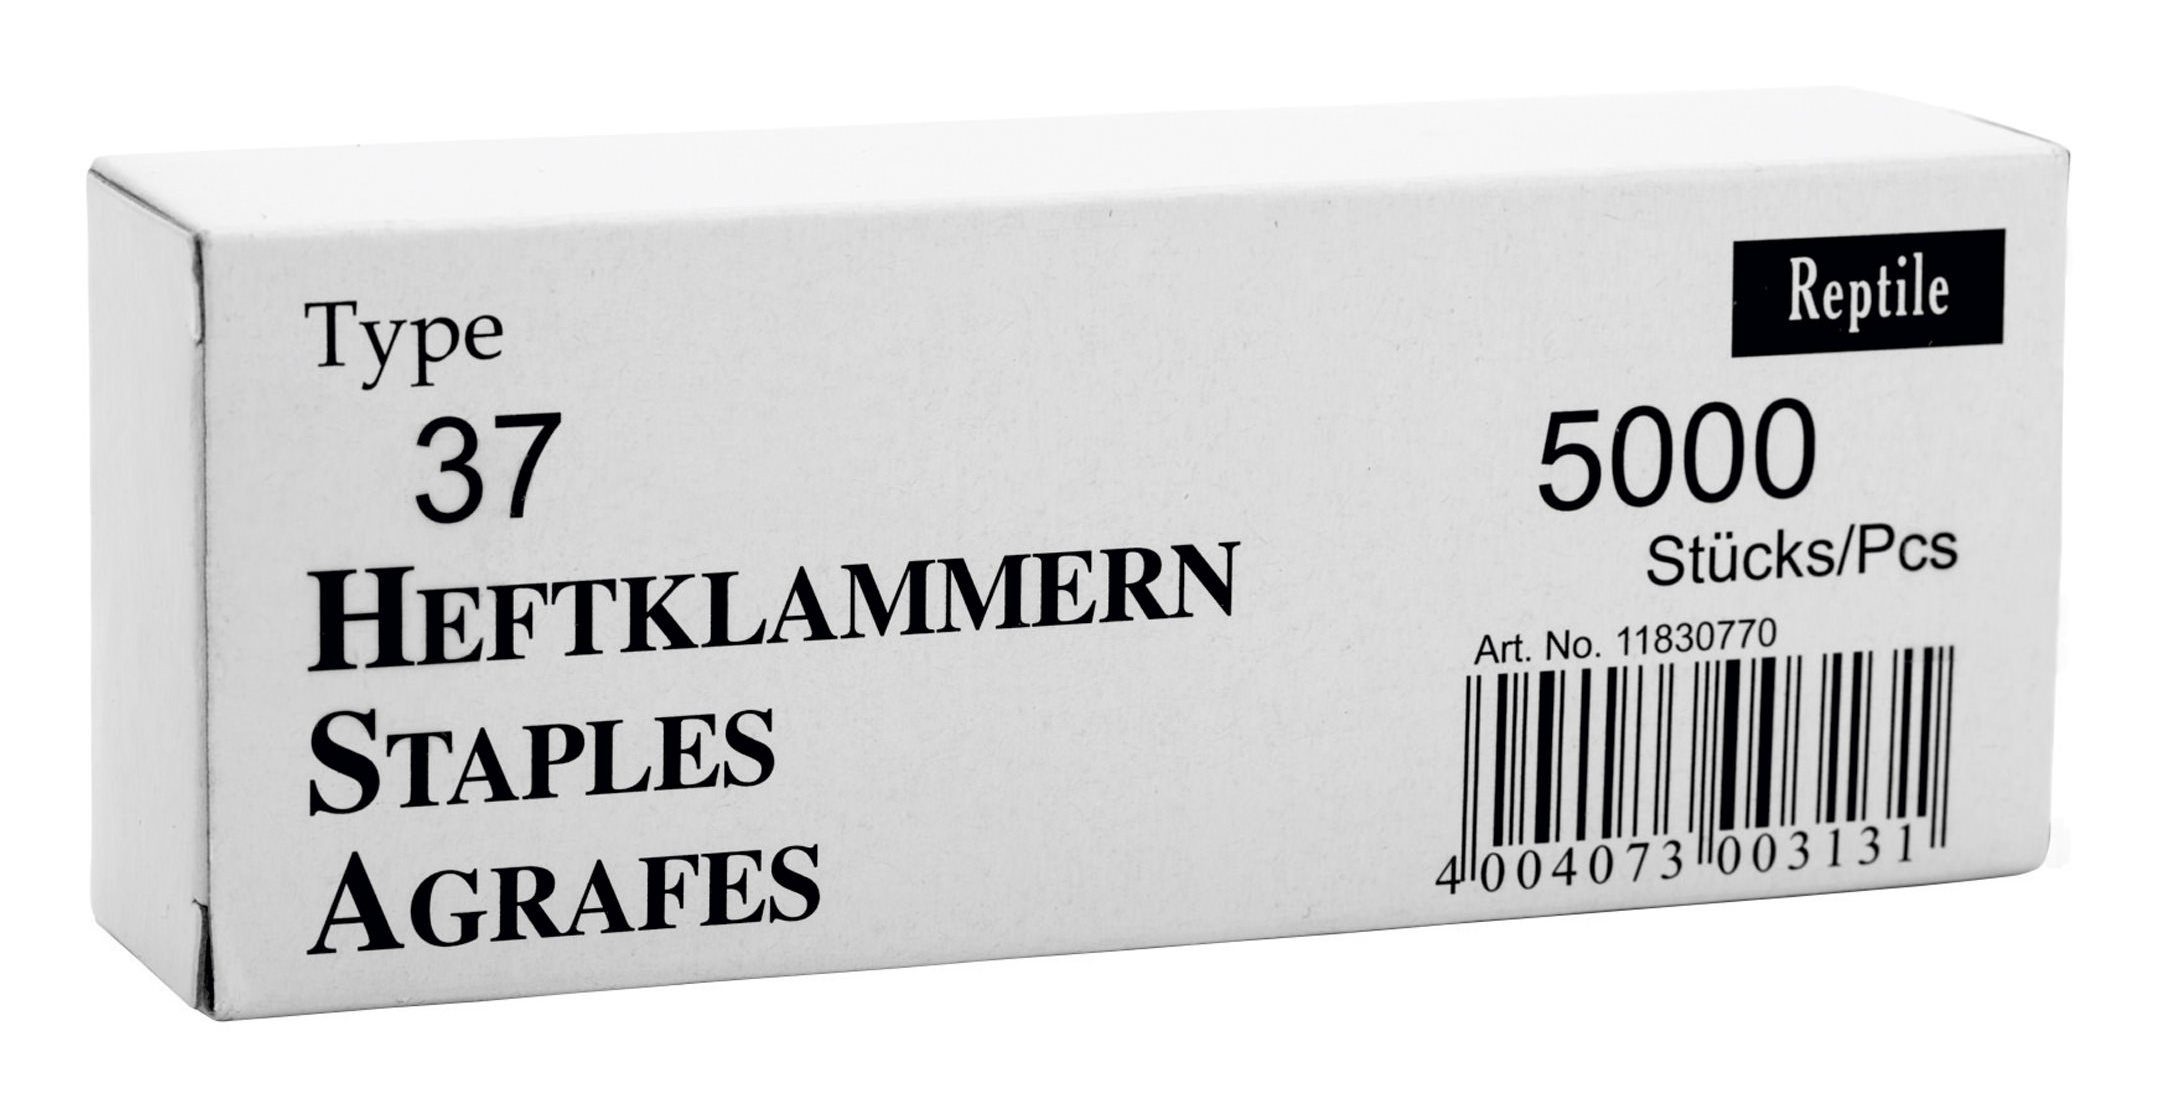 Reptile
Type
37
5000
Stücks/Pcs
HEFTKLAMMERN
STAPLES
AGRAFES
Art. No. 11830770
4 004073 003131